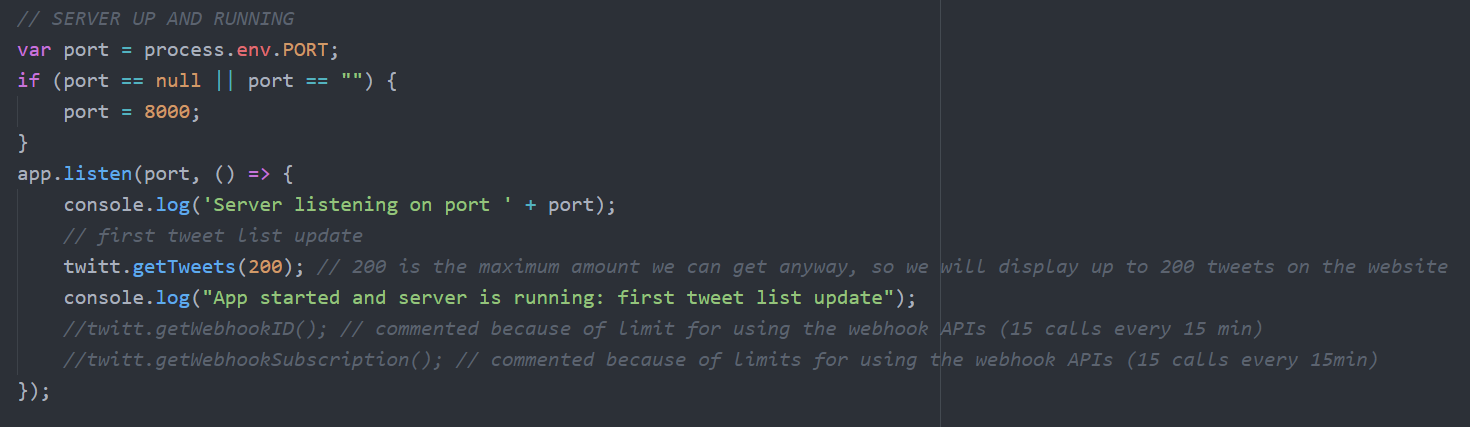 // SERVER UP AND RUNNING
var port = process.env.PORT;
if (port == null || port == "") {
    port = 8000;
}
app.listen(port, () => {
    console.log('Server listening on port ' + port);
    // first tweet list update
    twitt.getTweets(200); // 200 is the maximum amount we can get anyway, so we will display up to 200 tweets on the website
    console.log("App started and server is running: first tweet list update");
    //twitt.getWebhookID(); // commented because of limit for using the webhook APIs (15 calls every 15 min)
    //twitt.getWebhookSubscription(); // commented because of limits for using the webhook APIs (15 calls every 15min)
});